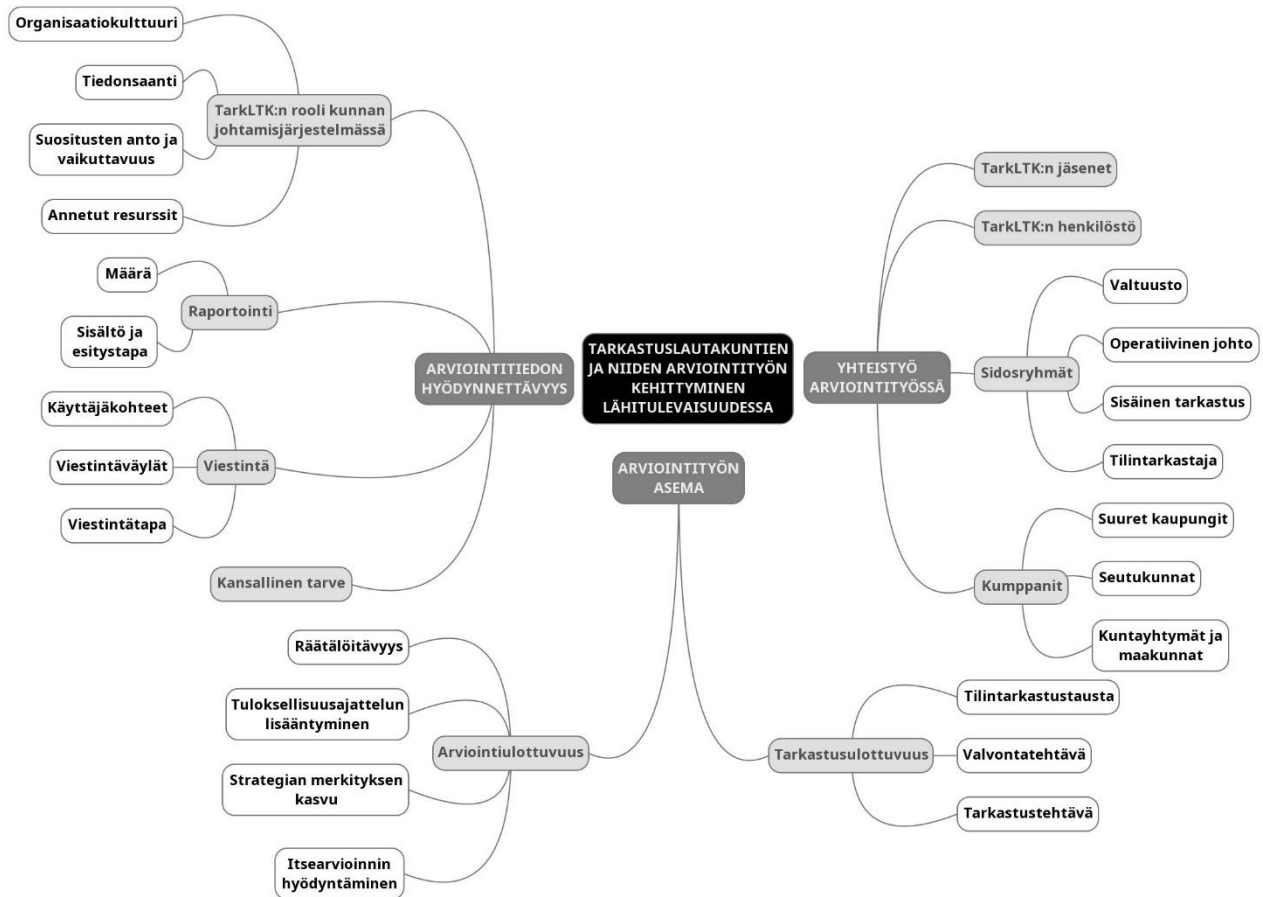 Organisaatiokulttuuri
Tiedonsaanti
TarkLTK:n rooli kunnan
johtamisjärjestelmässä
Suositusten anto ja
vaikuttavuus
Annetut resurssit
Määrä
Raportointi
Sisältö ja
esitystapa
ARVIOINTITIEDON
HYÖDYNNETTÄVYYS
Käyttäjäkohteet
Viestintäväylät
Viestintä
Viestintätapa
Kansallinen tarve
TARKASTUSLAUTAKUNTIEN
JA NIIDEN ARVIOINTITYÖN
KEHITTYMINEN
LÄHITULEVAISUUDESSA
YHTEISTYÖ
ARVIOINTITYÖSSÄ
TarkLTK:n jäsenet
TarkLTK:n henkilöstö
Valtuusto
Operatiivinen johto
Sidosryhmät
Sisäinen tarkastus
Tilintarkastaja
Suuret kaupungit
Seutukunnat
Kumppanit
Kuntayhtymät ja
maakunnat
ARVIOINTITYÖN
ASEMA
Räätälöitävyys
Tuloksellisuusajattelun
lisääntyminen
Arviointiulottuvuus
Strategian merkityksen
kasvu
Itsearvioinnin
hyödyntäminen
Tilintarkastustausta
Tarkastusulottuvuus
Valvontatehtävä
Tarkastustehtävä